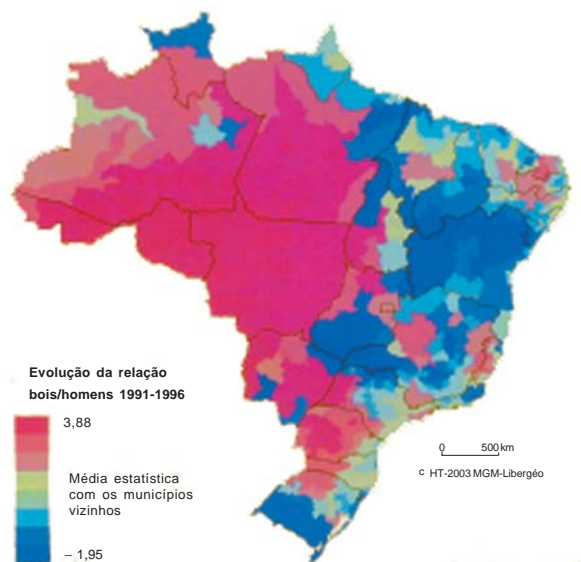 Evolução da relação
bois/homens 1991-1996
3,88
Média estatística
com os municípios
vizinhos
– 1,95
0 500 km
c HT-2003 MGM-Libergéo